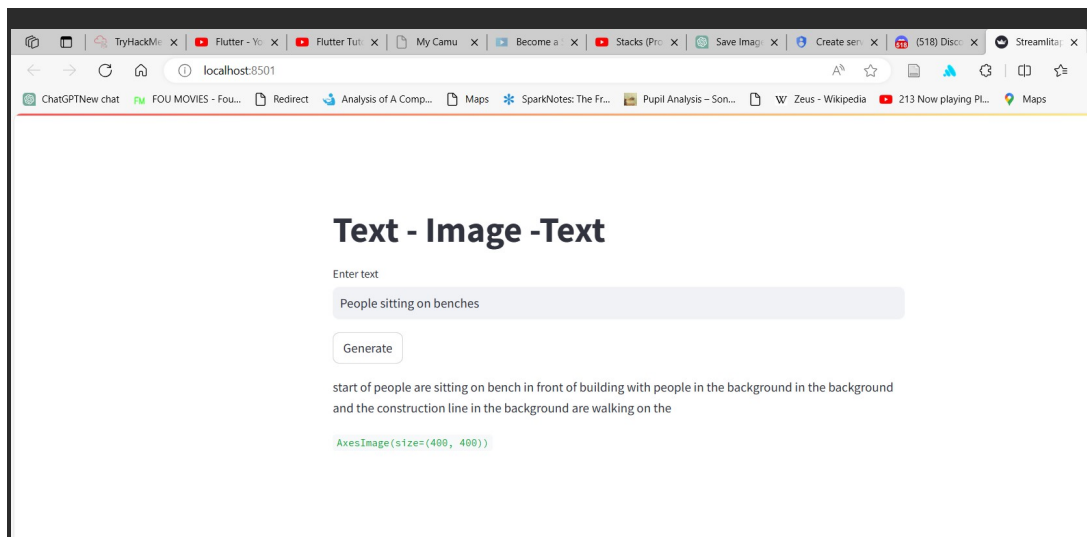 TryHackMe
Flutter - Yo
Flutter Tuto
My Camu
Become a
Stacks (Pro
Save Image
Create serv
(518) Disco
Streamlitap
localhost:8501
ChatGPTNew chat
FM FOU MOVIES - Fou...
Redirect
Analysis of A Comp...
Maps
SparkNotes: The Fr...
Pupil Analysis – Son...
W Zeus - Wikipedia
213 Now playing Pl...
Maps
Text - Image -Text
Enter text
People sitting on benches
Generate
start of people are sitting on bench in front of building with people in the background in the background
and the construction line in the background are walking on the
AxesImage(size=(400, 400))